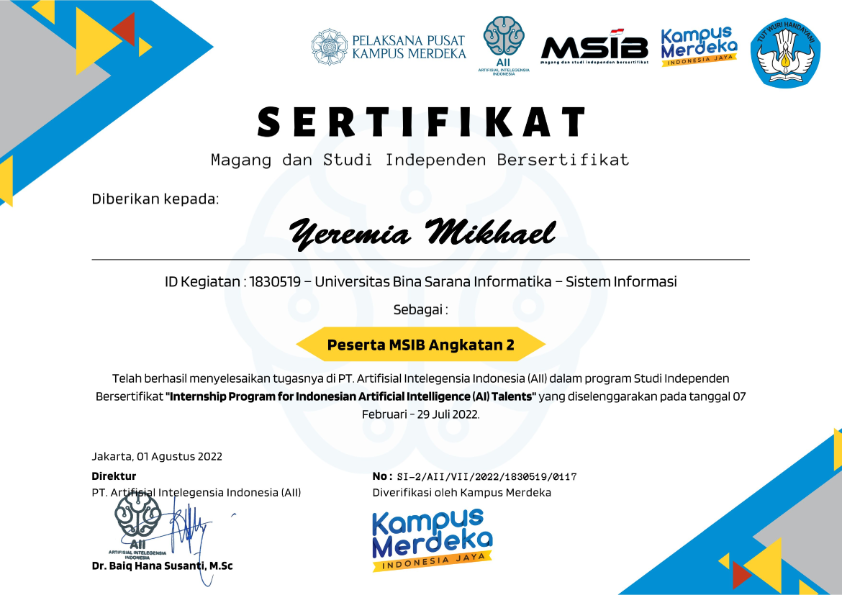 PELAKSANA PUSAT
KAMPUS MERDEKA
AII
ARTIFISIAL INTELEGENSIA
INDONESIA
MSIB
Magang dan studi independen bersertifikat
Kampus
Merdeka
INDONESIA JAYA
TUT WURI HANDAYANI
SERTIFIKAT
Magang dan Studi Independen Bersertifikat
Diberikan kepada:
Yeremia Mikhael
ID Kegiatan : 1830519 – Universitas Bina Sarana Informatika – Sistem Informasi
Sebagai :
Peserta MSIB Angkatan 2
Telah berhasil menyelesaikan tugasnya di PT. Artifisial Intelegensia Indonesia (AII) dalam program Studi Independen
Bersertifikat "Internship Program for Indonesian Artificial Intelligence (AI) Talents" yang diselenggarakan pada tanggal 07
Februari - 29 Juli 2022.
Jakarta, 01 Agustus 2022
Direktur
PT. Artifisial Intelegensia Indonesia (AII)
AII
ARTIFISIAL INTELEGENSIA
INDONESIA
Dr. Baiq Hana Susanti, M.Sc
No : SI-2/AII/VII/2022/1830519/0117
Diverifikasi oleh Kampus Merdeka
Kampus
Merdeka
INDONESIA JAYA